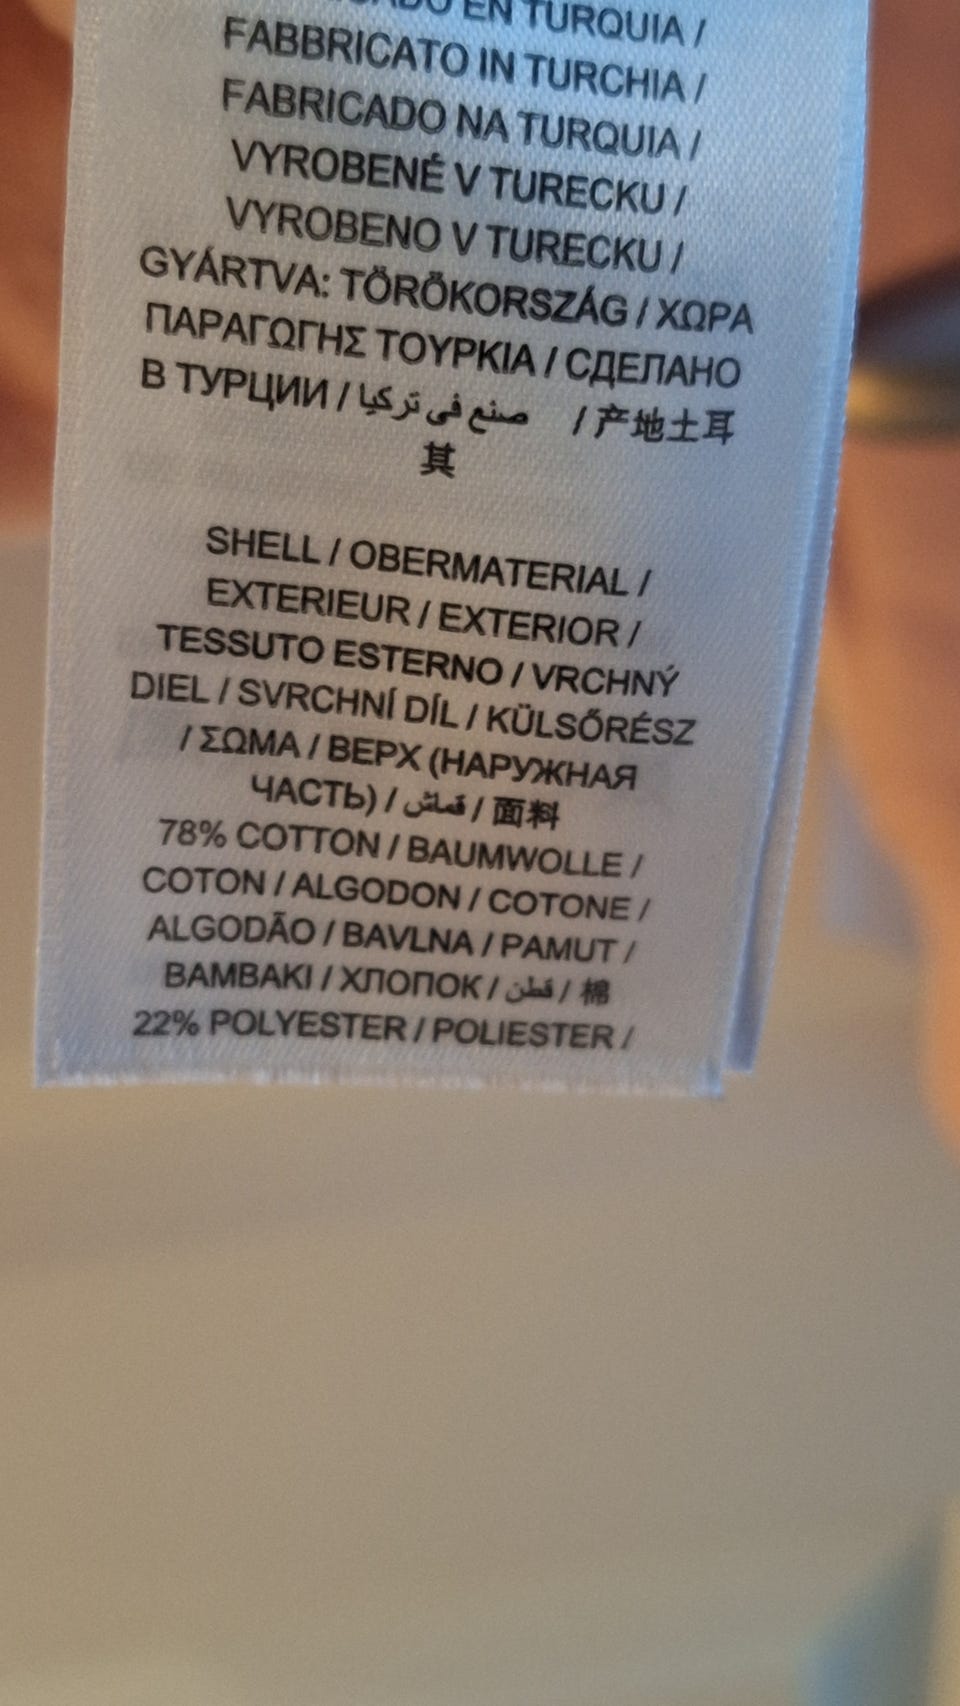 EN TURQUIA /
FABBRICATO IN TURCHIA /
FABRICADO NA TURQUIA /
VYROBENÉ V TURECKU /
VYROBENO V TURECKU /
GYÁRTVA: TÖRÖKORSZÁG / ΧΩΡΑ
ΠΑΡΑΓΩΓΗΣ ΤΟΥΡΚΙΑ / СДЕЛАНО
В ТУРЦИИ / صنع في تركيا / 产地土耳
其
SHELL / OBERMATERIAL /
EXTERIEUR / EXTERIOR /
TESSUTO ESTERNO / VRCHNÝ
DIEL / SVRCHNÍ DÍL / KÜLSŐRÉSZ
/ ΣΩΜΑ / ВЕРХ (НАРУЖНАЯ
ЧАСТЬ) / قماش / 面料
78% COTTON / BAUMWOLLE /
COTON / ALGODON / COTONE /
ALGODÃO / BAVLNA / PAMUT /
BAMBAKI / ХЛОПОК / قطن / 棉
22% POLYESTER / POLIESTER /